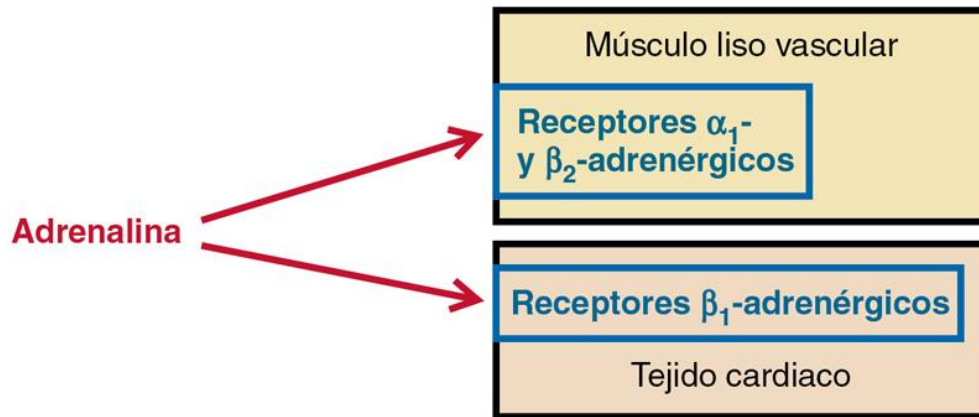 Músculo liso vascular
Receptores α₁-
y β₂-adrenérgicos
Adrenalina
Receptores β₁-adrenérgicos
Tejido cardiaco